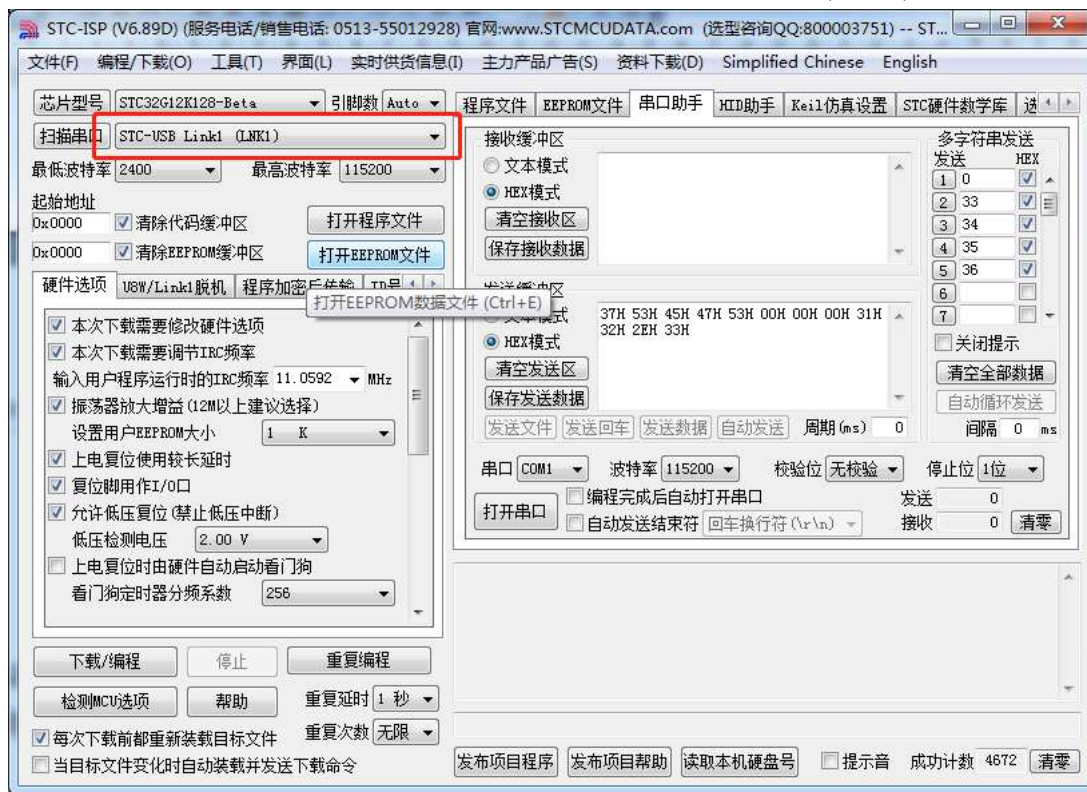 STC-ISP (V6.89D) (服务电话/销售电话: 0513-55012928) 官网:www.STCMCUDATA.com (选型咨询QQ:800003751) -- ST...
文件(F) 编程/下载(O) 工具(T) 界面(L) 实时供货信息(I) 主力产品广告(S) 资料下载(D) Simplified Chinese English
芯片型号 STC32G12K128-Beta 引脚数 Auto
扫描串口 STC-USB Link1 (LNK1)
最低波特率 2400 最高波特率 115200
起始地址
0x0000 清除代码缓冲区 打开程序文件
0x0000 清除EEPROM缓冲区 打开EEPROM文件
硬件选项 U8W/Link1脱机 程序加密后传输 ID号
打开EEPROM数据文件 (Ctrl+E)
本次下载需要修改硬件选项
本次下载需要调节IRC频率
输入用户程序运行时的IRC频率 11.0592 MHz
振荡器放大增益(12M以上建议选择)
设置用户EEPROM大小 1 K
上电复位使用较长延时
复位脚用作I/O口
允许低压复位(禁止低压中断)
低压检测电压 2.00 V
上电复位时由硬件自动启动看门狗
看门狗定时器分频系数 256
下载/编程 停止 重复编程
检测MCU选项 帮助 重复延时 1 秒
重复次数 无限
每次下载前都重新装载目标文件
当目标文件变化时自动装载并发送下载命令
程序文件 EEPROM文件 串口助手 HID助手 Keil仿真设置 STC硬件数学库
接收缓冲区
文本模式
HEX模式
清空接收区
保存接收数据
多字符串发送
发送 HEX
1 0
2 33
3 34
4 35
5 36
6
7
关闭提示
清空全部数据
自动循环发送
间隔 0 ms
发送缓冲区
文本模式
HEX模式
清空发送区
保存发送数据
37H 53H 45H 47H 53H 00H 00H 00H 31H
32H 2EH 33H
发送文件 发送回车 发送数据 自动发送 周期(ms) 0
串口 COM1 波特率 115200 校验位 无校验 停止位 1位
打开串口 编程完成后自动打开串口 发送 0
自动发送结束符 回车换行符(\r\n) 接收 0 清零
发布项目程序 发布项目帮助 读取本机硬盘号 提示音 成功计数 4672 清零